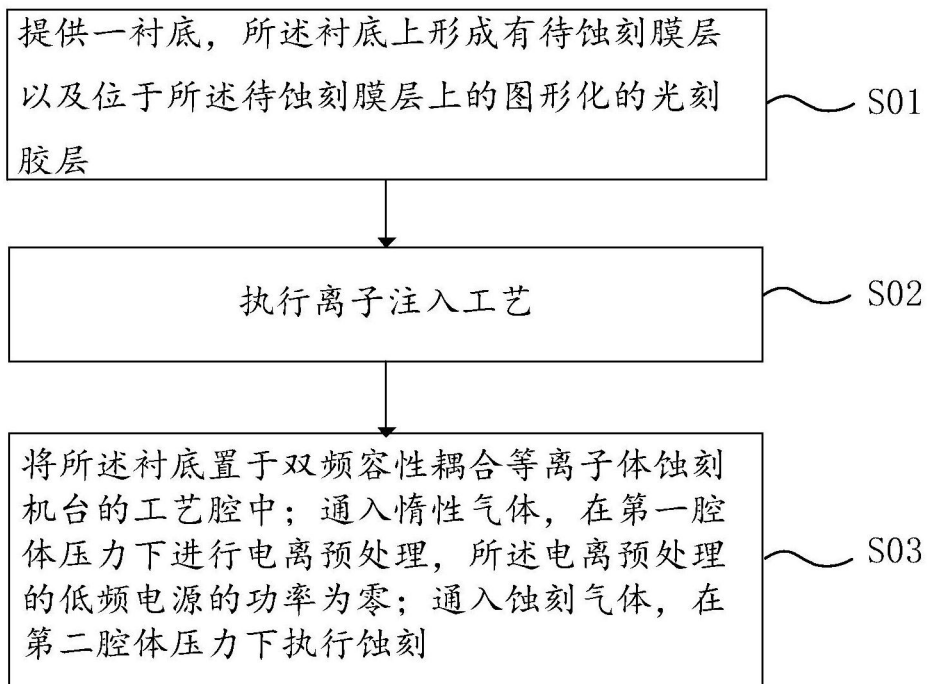 提供一衬底，所述衬底上形成有待蚀刻膜层
以及位于所述待蚀刻膜层上的图形化的光刻
胶层
S01
执行离子注入工艺
S02
将所述衬底置于双频容性耦合等离子体蚀刻
机台的工艺腔中；通入惰性气体，在第一腔
体压力下进行电离预处理，所述电离预处理
的低频电源的功率为零；通入蚀刻气体，在
第二腔体压力下执行蚀刻
S03